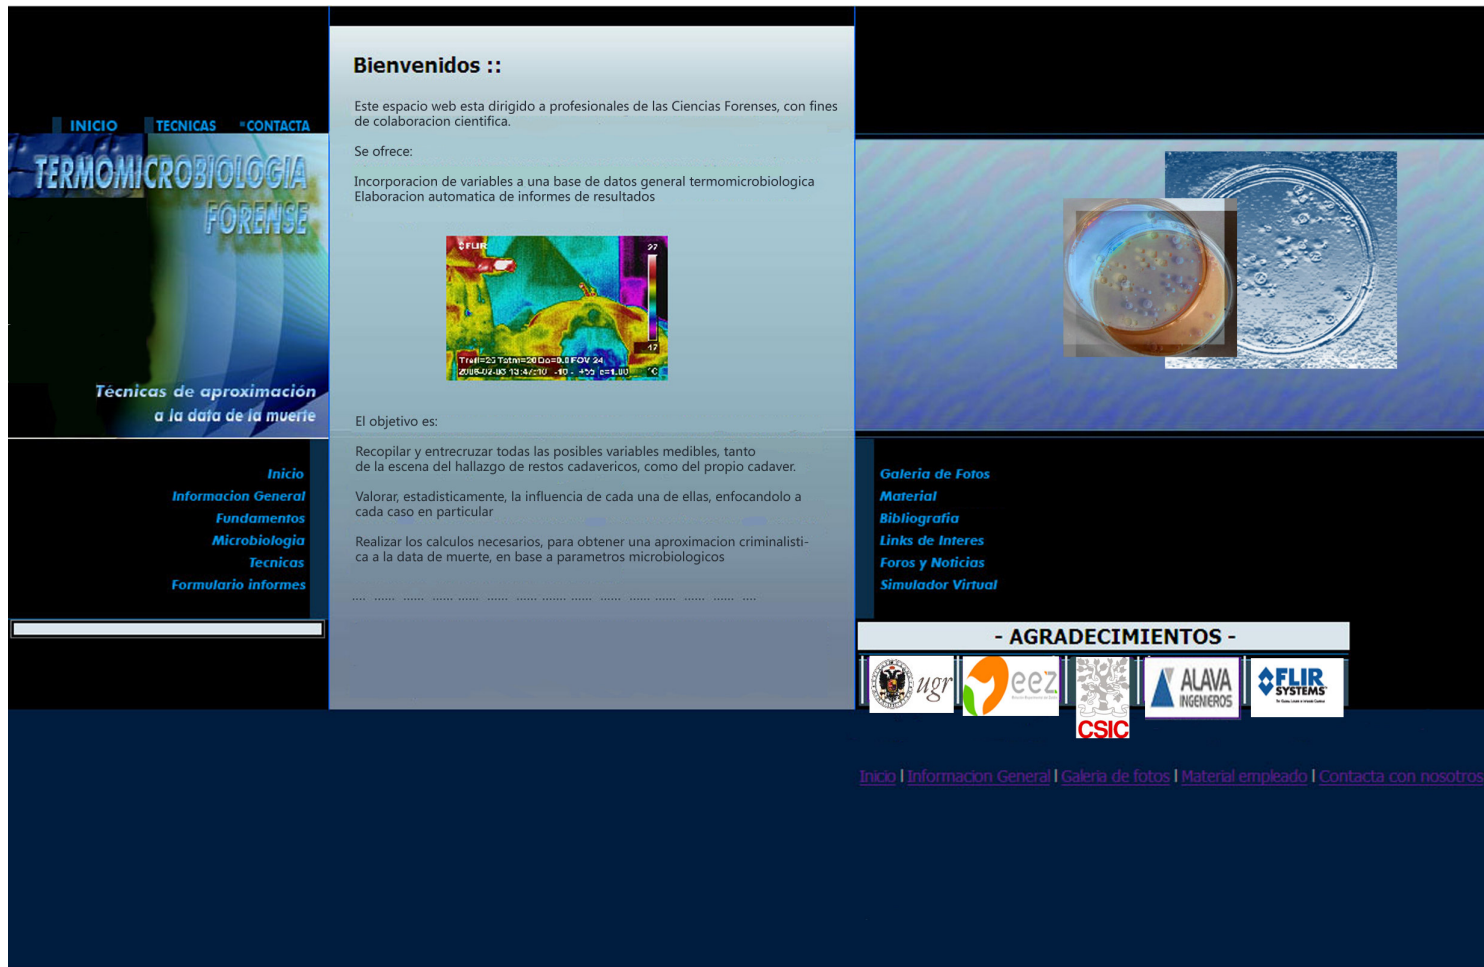 INICIO TECNICAS CONTACTA
TERMOMICROBIOLOGIA
FORENSE
Técnicas de aproximación
a la data de la muerte
Inicio
Informacion General
Fundamentos
Microbiologia
Tecnicas
Formulario informes
Bienvenidos ::
Este espacio web esta dirigido a profesionales de las Ciencias Forenses, con fines
de colaboracion cientifica.
Se ofrece:
Incorporacion de variables a una base de datos general termomicrobiologica
Elaboracion automatica de informes de resultados
FLIR
27
17
°C
El objetivo es:
Recopilar y entrecruzar todas las posibles variables medibles, tanto
de la escena del hallazgo de restos cadavericos, como del propio cadaver.
Valorar, estadisticamente, la influencia de cada una de ellas, enfocandolo a
cada caso en particular
Realizar los calculos necesarios, para obtener una aproximacion criminalisti-
ca a la data de muerte, en base a parametros microbiologicos
Galeria de Fotos
Material
Bibliografia
Links de Interes
Foros y Noticias
Simulador Virtual
- AGRADECIMIENTOS -
ugr
eez
CSIC
ALAVA
INGENIEROS
FLIR
SYSTEMS
Inicio | Informacion General | Galeria de fotos | Material empleado | Contacta con nosotros